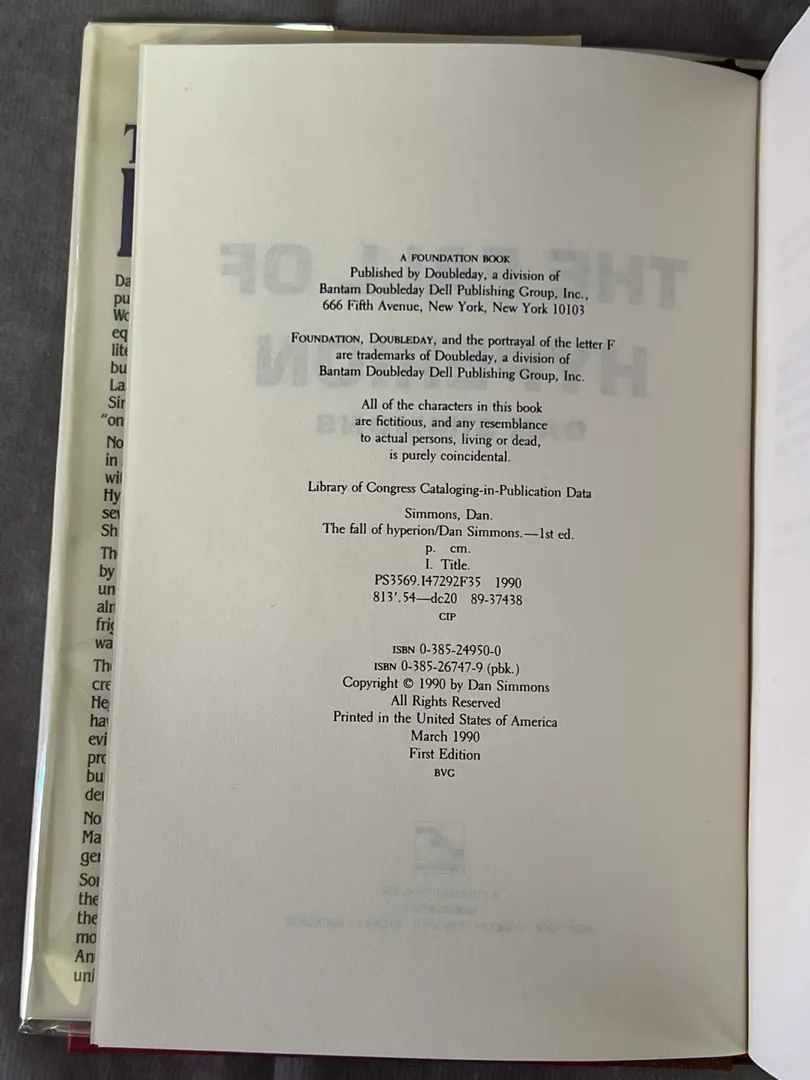 A FOUNDATION BOOK
Published by Doubleday, a division of
Bantam Doubleday Dell Publishing Group, Inc.,
666 Fifth Avenue, New York, New York 10103
FOUNDATION, DOUBLEDAY, and the portrayal of the letter F
are trademarks of Doubleday, a division of
Bantam Doubleday Dell Publishing Group, Inc.
All of the characters in this book
are fictitious, and any resemblance
to actual persons, living or dead,
is purely coincidental.
Library of Congress Cataloging-in-Publication Data
Simmons, Dan.
The fall of hyperion/Dan Simmons.—1st ed.
p. cm.
I. Title.
PS3569.I47292F35 1990
813'.54—dc20 89-37438
CIP
ISBN 0-385-24950-0
ISBN 0-385-26747-9 (pbk.)
Copyright © 1990 by Dan Simmons
All Rights Reserved
Printed in the United States of America
March 1990
First Edition
BVG